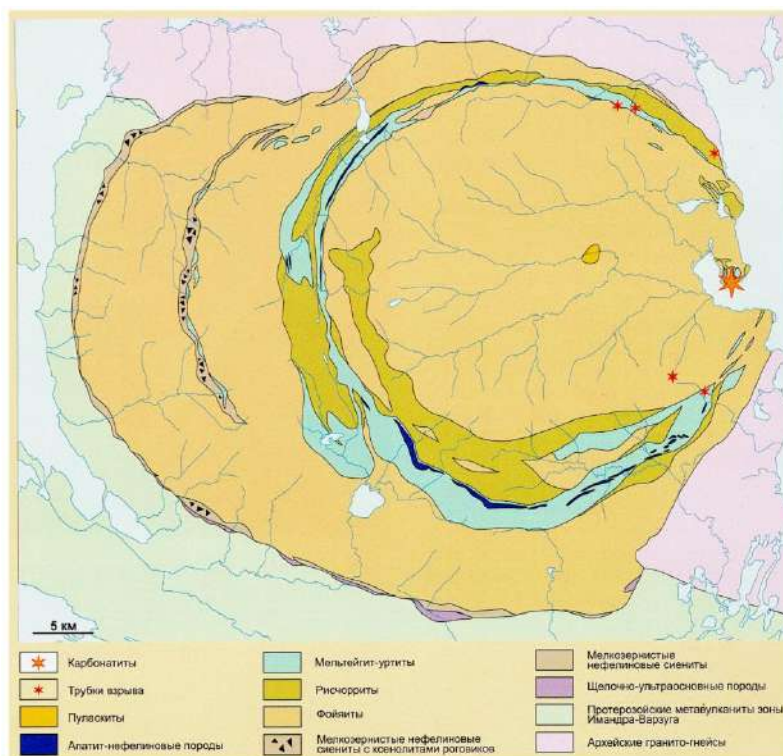 5 км
Карбонатиты
Трубки взрыва
Пуласкиты
Апатит-нефелиновые породы
Мельтейгит-уртиты
Рисчорриты
Фойяиты
Мелкозернистые нефелиновые
сиениты с ксенолитами роговиков
Мелкозернистые
нефелиновые сиениты
Щелочно-ультраосновные породы
Протерозойские метавулканиты зоны
Имандра-Варзуга
Архейские гранито-гнейсы